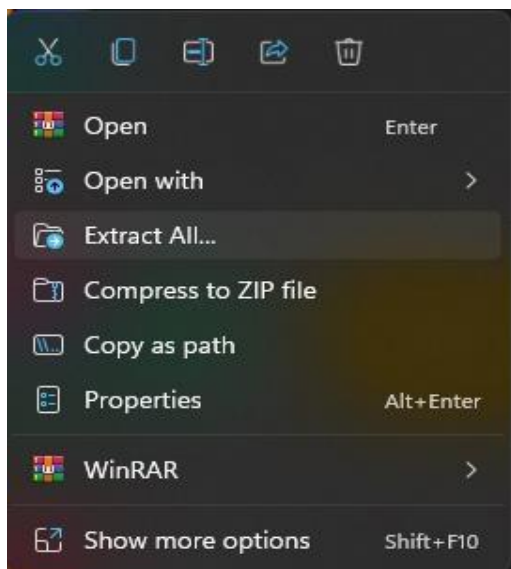 Open Enter
Open with
Extract All...
Compress to ZIP file
Copy as path
Properties Alt+Enter
WinRAR
Show more options Shift+F10